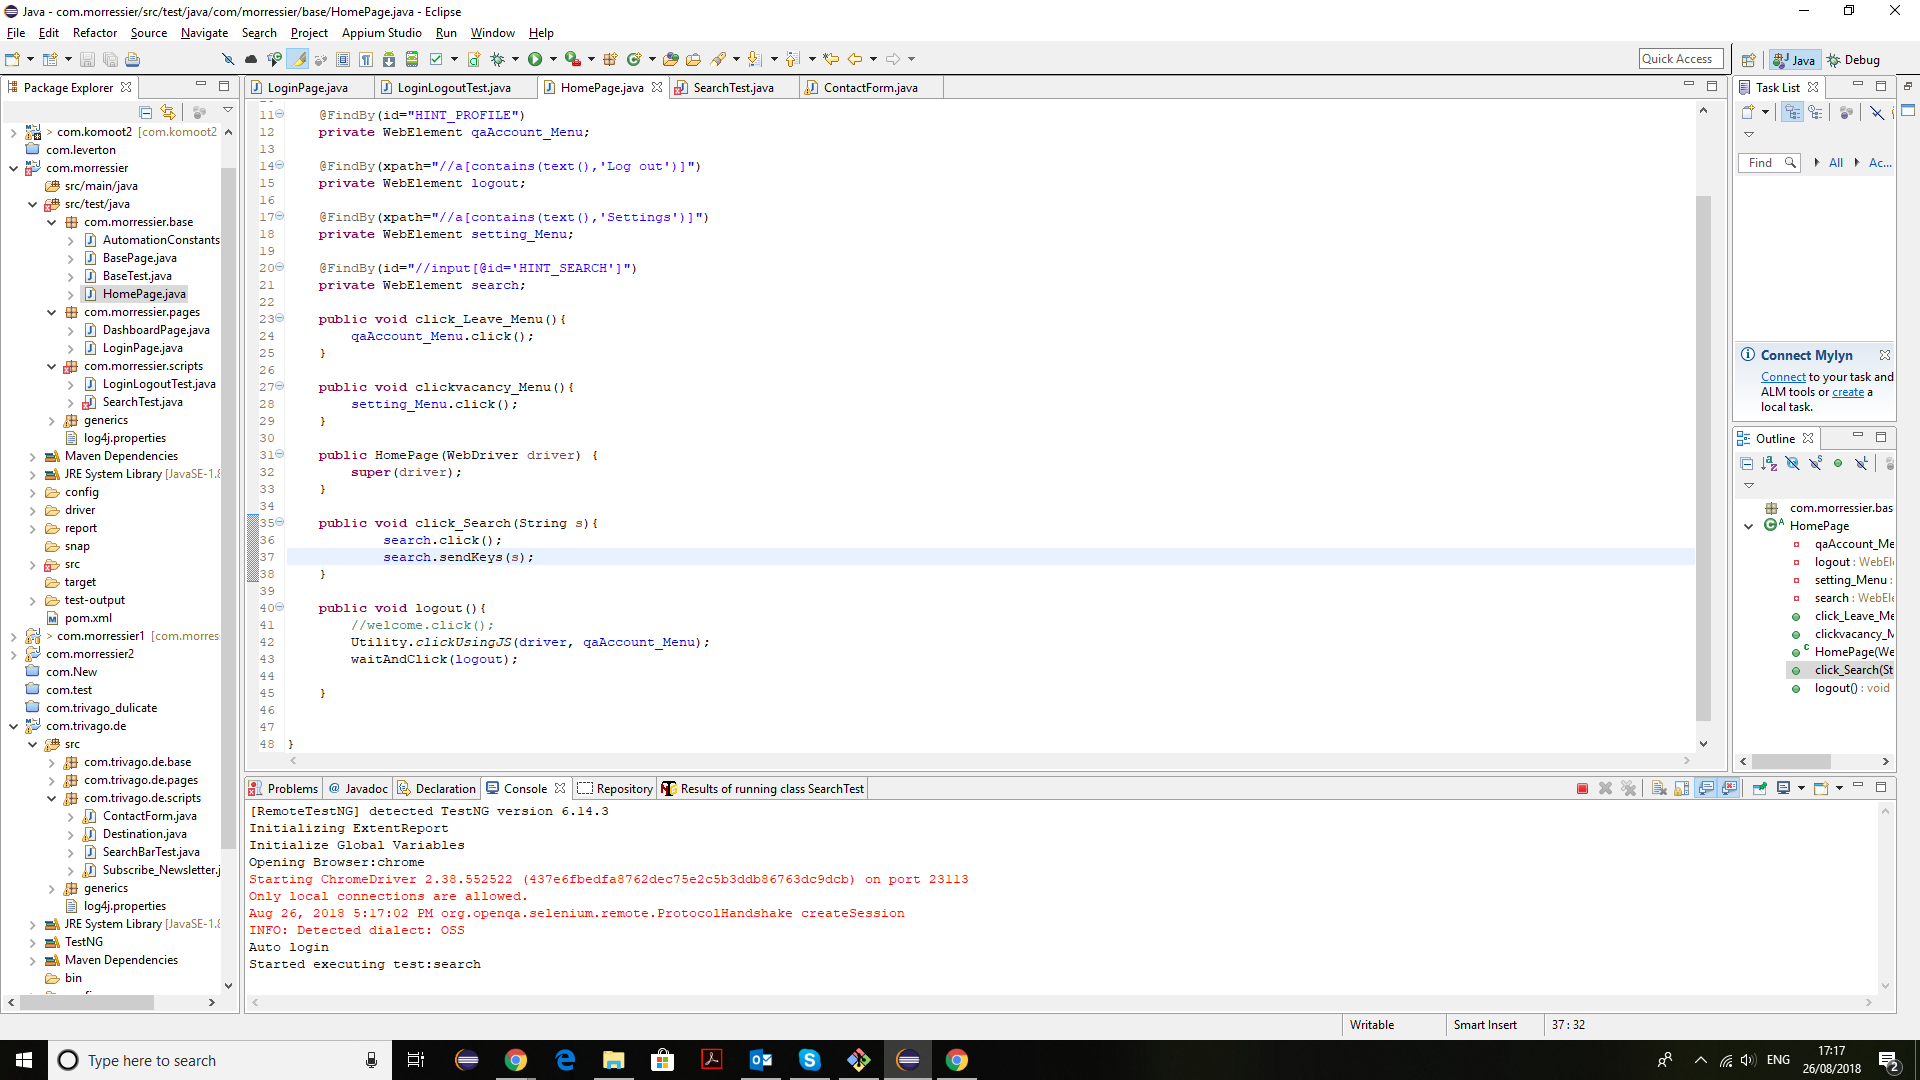 Java - com.morressier/src/test/java/com/morressier/base/HomePage.java - Eclipse
File Edit Refactor Source Navigate Search Project Appium Studio Run Window Help
Quick Access
Java
Debug
Package Explorer
> com.komoot2 [com.komoot2
com.leverton
com.morressier
src/main/java
src/test/java
com.morressier.base
AutomationConstants
BasePage.java
BaseTest.java
HomePage.java
com.morressier.pages
DashboardPage.java
LoginPage.java
com.morressier.scripts
LoginLogoutTest.java
SearchTest.java
generics
log4j.properties
Maven Dependencies
JRE System Library [JavaSE-1.8
config
driver
report
snap
src
target
test-output
pom.xml
> com.morressier1 [com.morres
com.morressier2
com.New
com.test
com.trivago_dulicate
com.trivago.de
src
com.trivago.de.base
com.trivago.de.pages
com.trivago.de.scripts
ContactForm.java
Destination.java
SearchBarTest.java
Subscribe_Newsletter.j
generics
log4j.properties
JRE System Library [JavaSE-1.8
TestNG
Maven Dependencies
bin
LoginPage.java LoginLogoutTest.java HomePage.java SearchTest.java ContactForm.java
11 @FindBy(id="HINT_PROFILE")
12 private WebElement qaAccount_Menu;
13
14 @FindBy(xpath="//a[contains(text(),'Log out')]")
15 private WebElement logout;
16
17 @FindBy(xpath="//a[contains(text(),'Settings')]")
18 private WebElement setting_Menu;
19
20 @FindBy(id="//input[@id='HINT_SEARCH']")
21 private WebElement search;
22
23 public void click_Leave_Menu(){
24 qaAccount_Menu.click();
25 }
26
27 public void clickvacancy_Menu(){
28 setting_Menu.click();
29 }
30
31 public HomePage(WebDriver driver) {
32 super(driver);
33 }
34
35 public void click_Search(String s){
36 search.click();
37 search.sendKeys(s);
38 }
39
40 public void logout(){
41 //welcome.click();
42 Utility.clickUsingJS(driver, qaAccount_Menu);
43 waitAndClick(logout);
44
45 }
46
47
48 }
Task List
Find All Ac...
Connect Mylyn
Connect to your task and
ALM tools or create a
local task.
Outline
com.morressier.bas
HomePage
qaAccount_Me
logout : WebEle
setting_Menu :
search : WebEle
click_Leave_Me
clickvacancy_M
HomePage(We
click_Search(St
logout() : void
Problems @ Javadoc Declaration Console Repository Results of running class SearchTest
[RemoteTestNG] detected TestNG version 6.14.3
Initializing ExtentReport
Initialize Global Variables
Opening Browser:chrome
Starting ChromeDriver 2.38.552522 (437e6fbedfa8762dec75e2c5b3ddb86763dc9dcb) on port 23113
Only local connections are allowed.
Aug 26, 2018 5:17:02 PM org.openqa.selenium.remote.ProtocolHandshake createSession
INFO: Detected dialect: OSS
Auto login
Started executing test:search
Writable Smart Insert 37 : 32
Type here to search
ENG
17:17
26/08/2018
2